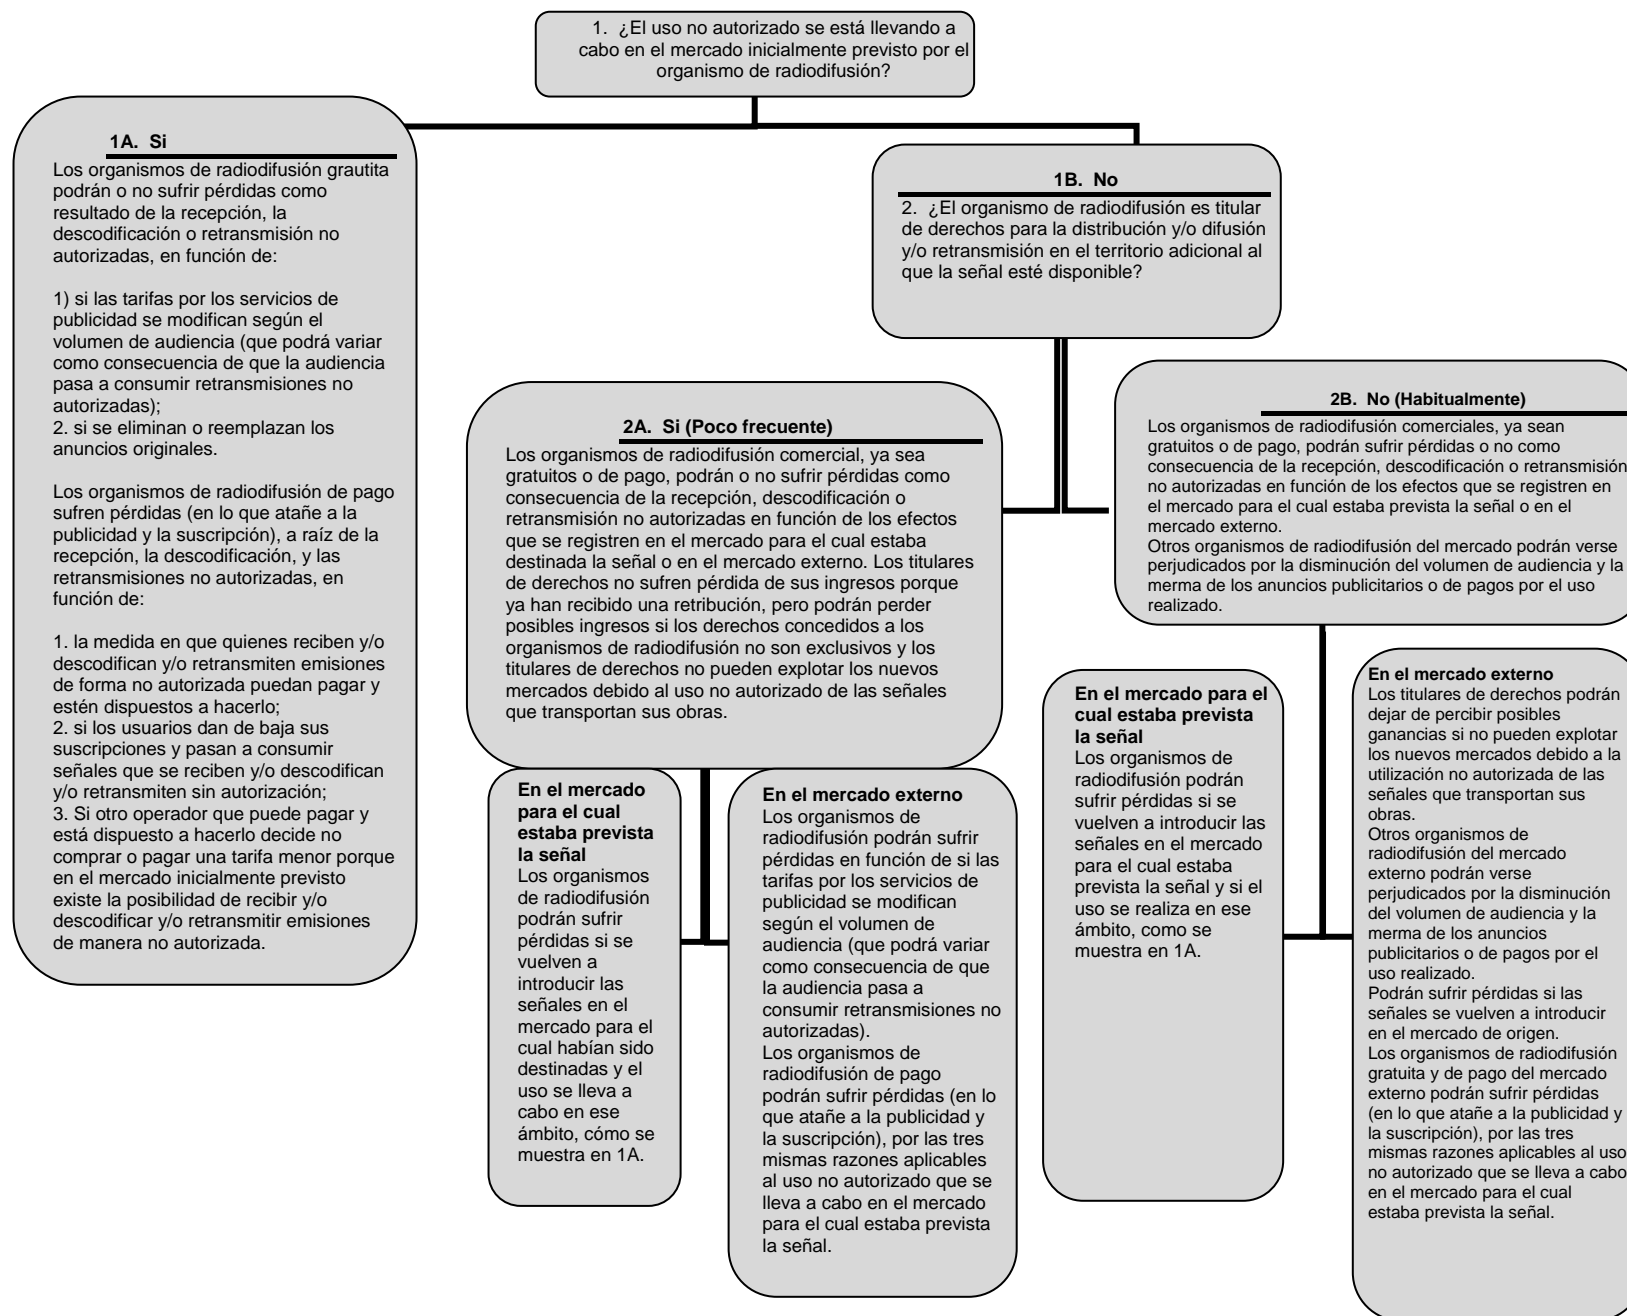 1. ¿El uso no autorizado se está llevando a
cabo en el mercado inicialmente previsto por el
organismo de radiodifusión?
1A. Si
Los organismos de radiodifusión grautita
podrán o no sufrir pérdidas como
resultado de la recepción, la
descodificación o retransmisión no
autorizadas, en función de:
1) si las tarifas por los servicios de
publicidad se modifican según el
volumen de audiencia (que podrá variar
como consecuencia de que la audiencia
pasa a consumir retransmisiones no
autorizadas);
2. si se eliminan o reemplazan los
anuncios originales.
Los organismos de radiodifusión de pago
sufren pérdidas (en lo que atañe a la
publicidad y la suscripción), a raíz de la
recepción, la descodificación, y las
retransmisiones no autorizadas, en
función de:
1. la medida en que quienes reciben y/o
descodifican y/o retransmiten emisiones
de forma no autorizada puedan pagar y
estén dispuestos a hacerlo;
2. si los usuarios dan de baja sus
suscripciones y pasan a consumir
señales que se reciben y/o descodifican
y/o retransmiten sin autorización;
3. Si otro operador que puede pagar y
está dispuesto a hacerlo decide no
comprar o pagar una tarifa menor porque
en el mercado inicialmente previsto
existe la posibilidad de recibir y/o
descodificar y/o retransmitir emisiones
de manera no autorizada.
1B. No
2. ¿El organismo de radiodifusión es titular
de derechos para la distribución y/o difusión
y/o retransmisión en el territorio adicional al
que la señal esté disponible?
2A. Si (Poco frecuente)
Los organismos de radiodifusión comercial, ya sea
gratuitos o de pago, podrán o no sufrir pérdidas como
consecuencia de la recepción, descodificación o
retransmisión no autorizadas en función de los efectos
que se registren en el mercado para el cual estaba
destinada la señal o en el mercado externo. Los titulares
de derechos no sufren pérdida de sus ingresos porque
ya han recibido una retribución, pero podrán perder
posibles ingresos si los derechos concedidos a los
organismos de radiodifusión no son exclusivos y los
titulares de derechos no pueden explotar los nuevos
mercados debido al uso no autorizado de las señales
que transportan sus obras.
2B. No (Habitualmente)
Los organismos de radiodifusión comerciales, ya sean
gratuitos o de pago, podrán sufrir pérdidas o no como
consecuencia de la recepción, descodificación o retransmisión
no autorizadas en función de los efectos que se registren en
el mercado para el cual estaba prevista la señal o en el
mercado externo.
Otros organismos de radiodifusión del mercado podrán verse
perjudicados por la disminución del volumen de audiencia y la
merma de los anuncios publicitarios o de pagos por el uso
realizado.
En el mercado
para el cual
estaba prevista
la señal
Los organismos
de radiodifusión
podrán sufrir
pérdidas si se
vuelven a
introducir las
señales en el
mercado para el
cual habían sido
destinadas y el
uso se lleva a
cabo en ese
ámbito, cómo se
muestra en 1A.
En el mercado externo
Los organismos de
radiodifusión podrán sufrir
pérdidas en función de si las
tarifas por los servicios de
publicidad se modifican
según el volumen de
audiencia (que podrá variar
como consecuencia de que
la audiencia pasa a
consumir retransmisiones no
autorizadas).
Los organismos de
radiodifusión de pago
podrán sufrir pérdidas (en lo
que atañe a la publicidad y
la suscripción), por las tres
mismas razones aplicables
al uso no autorizado que se
lleva a cabo en el mercado
para el cual estaba prevista
la señal.
En el mercado para el
cual estaba prevista
la señal
Los organismos de
radiodifusión podrán
sufrir pérdidas si se
vuelven a introducir las
señales en el mercado
para el cual estaba
prevista la señal y si el
uso se realiza en ese
ámbito, como se
muestra en 1A.
En el mercado externo
Los titulares de derechos podrán
dejar de percibir posibles
ganancias si no pueden explotar
los nuevos mercados debido a la
utilización no autorizada de las
señales que transportan sus
obras.
Otros organismos de
radiodifusión del mercado
externo podrán verse
perjudicados por la disminución
del volumen de audiencia y la
merma de los anuncios
publicitarios o de pagos por el
uso realizado.
Podrán sufrir pérdidas si las
señales se vuelven a introducir
en el mercado de origen.
Los organismos de radiodifusión
gratuita y de pago del mercado
externo podrán sufrir pérdidas
(en lo que atañe a la publicidad y
la suscripción), por las tres
mismas razones aplicables al uso
no autorizado que se lleva a cabo
en el mercado para el cual
estaba prevista la señal.